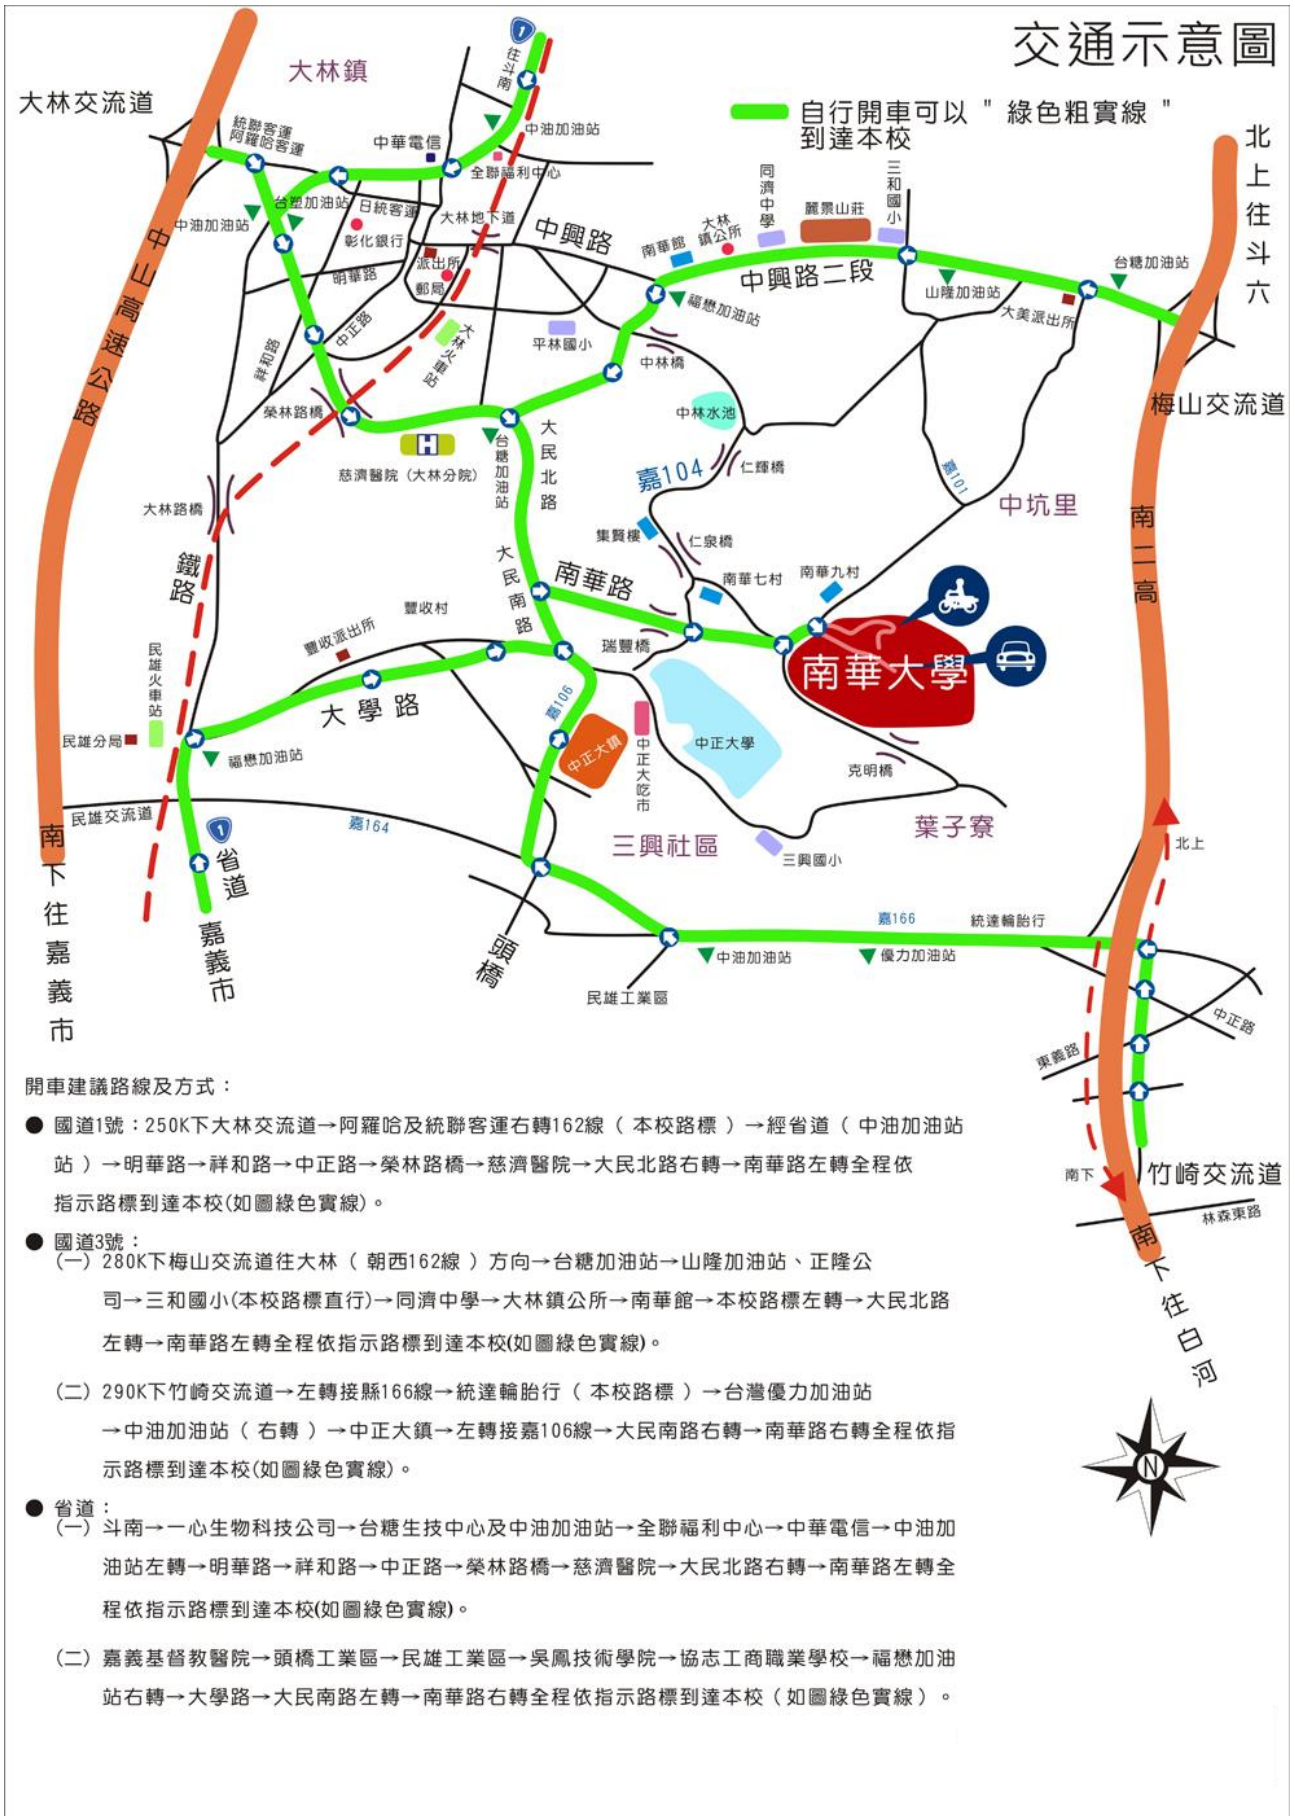 交通示意圖
大林鎮
1
往斗南
大林交流道
自行開車可以 " 綠色粗實線 "
到達本校
北上往斗六
統聯客運
阿羅哈客運
中華電信
中油加油站
全聯福利中心
同濟中學
三和國小
麗景山莊
大林
鎮公所
南華館
中油加油站
台塑加油站
日統客運
彰化銀行
大林地下道
中興路
中興路二段
台糖加油站
山隆加油站
大美派出所
中山高速公路
明華路
派出所
郵局
福懋加油站
祥和路
中正路
大林火車站
平林國小
中林橋
梅山交流道
榮林路橋
中林水池
慈濟醫院（大林分院）
H
台糖加油站
大民北路
嘉104
仁輝橋
嘉101
中坑里
大林路橋
集賢樓
仁泉橋
南二高
鐵路
大民南路
南華路
南華七村
南華九村
豐收村
豐收派出所
瑞豐橋
南華大學
民雄火車站
大學路
嘉106
民雄分局
福懋加油站
中正大鎮
中正大吃市
中正大學
克明橋
民雄交流道
嘉164
三興社區
葉子寮
三興國小
1
省道
北上
南下往嘉義市
嘉義市
頭橋
嘉166
統達輪胎行
中油加油站
優力加油站
民雄工業區
中正路
東義路
南下
竹崎交流道
林森東路
南下往白河
N
開車建議路線及方式：
● 國道1號：250K下大林交流道→阿羅哈及統聯客運右轉162線（本校路標）→經省道（中油加油站
站）→明華路→祥和路→中正路→榮林路橋→慈濟醫院→大民北路右轉→南華路左轉全程依
指示路標到達本校(如圖綠色實線)。
● 國道3號：
(一) 280K下梅山交流道往大林（朝西162線）方向→台糖加油站→山隆加油站、正隆公
司→三和國小(本校路標直行)→同濟中學→大林鎮公所→南華館→本校路標左轉→大民北路
左轉→南華路左轉全程依指示路標到達本校(如圖綠色實線)。
(二) 290K下竹崎交流道→左轉接縣166線→統達輪胎行（本校路標）→台灣優力加油站
→中油加油站（右轉）→中正大鎮→左轉接嘉106線→大民南路右轉→南華路右轉全程依指
示路標到達本校(如圖綠色實線)。
● 省道：
(一) 斗南→一心生物科技公司→台糖生技中心及中油加油站→全聯福利中心→中華電信→中油加
油站左轉→明華路→祥和路→中正路→榮林路橋→慈濟醫院→大民北路右轉→南華路左轉全
程依指示路標到達本校(如圖綠色實線)。
(二) 嘉義基督教醫院→頭橋工業區→民雄工業區→吳鳳技術學院→協志工商職業學校→福懋加油
站右轉→大學路→大民南路左轉→南華路右轉全程依指示路標到達本校（如圖綠色實線）。